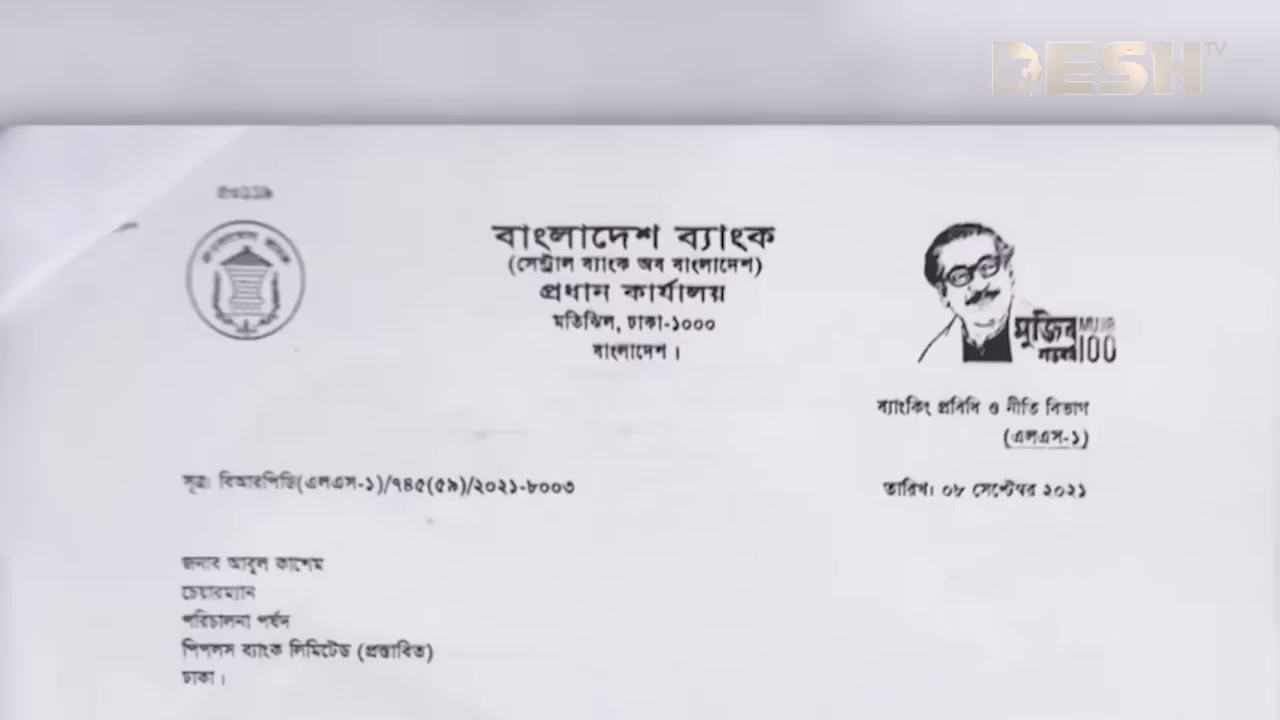 DESH TV
বাংলাদেশ ব্যাংক
(সেন্ট্রাল ব্যাংক অব বাংলাদেশ)
প্রধান কার্যালয়
মতিঝিল, ঢাকা-১০০০
বাংলাদেশ।
মুজিব MUJIB
শতবর্ষ 100
ব্যাংকিং প্রবিধি ও নীতি বিভাগ
(এলএস-১)
সূত্রঃ বিআরপিডি(এলএস-১)/৭৪৫(৫৯)/২০২১-৮০০৩
তারিখঃ ০৮ সেপ্টেম্বর ২০২১
জনাব আবুল কাশেম
চেয়ারম্যান
পরিচালনা পর্ষদ
পিপলস ব্যাংক লিমিটেড (প্রস্তাবিত)
ঢাকা।